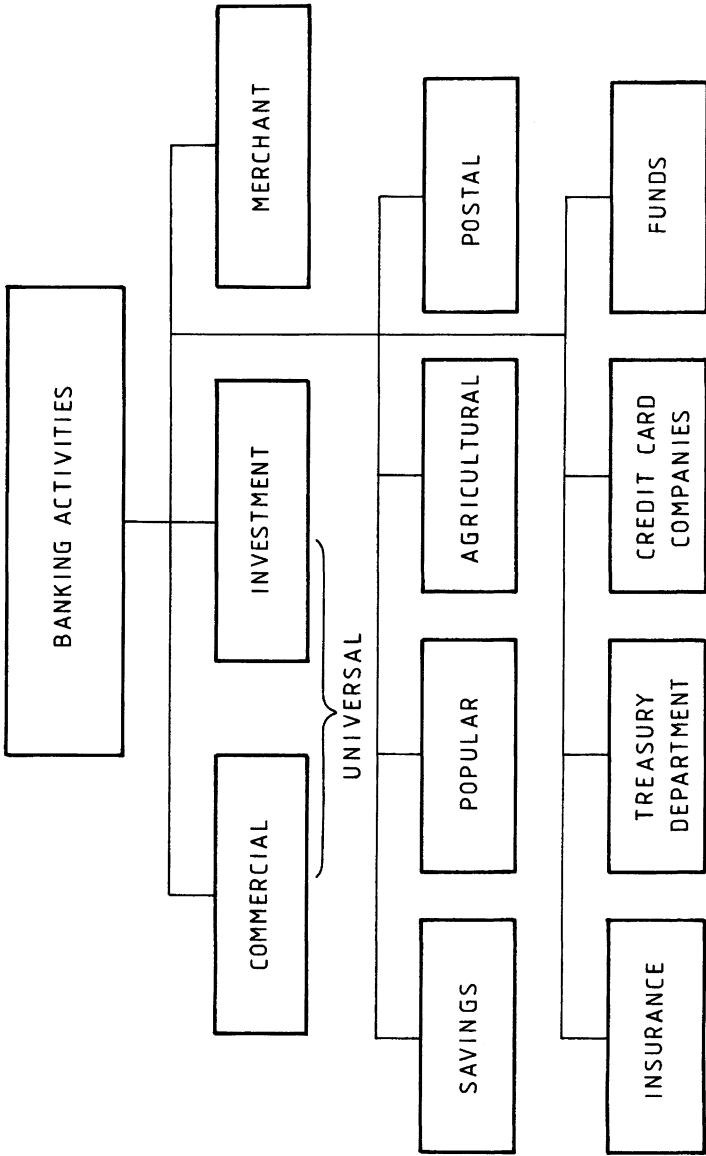 BANKING ACTIVITIES
COMMERCIAL
INVESTMENT
MERCHANT
UNIVERSAL
SAVINGS
POPULAR
AGRICULTURAL
POSTAL
INSURANCE
TREASURY
DEPARTMENT
CREDIT CARD
COMPANIES
FUNDS